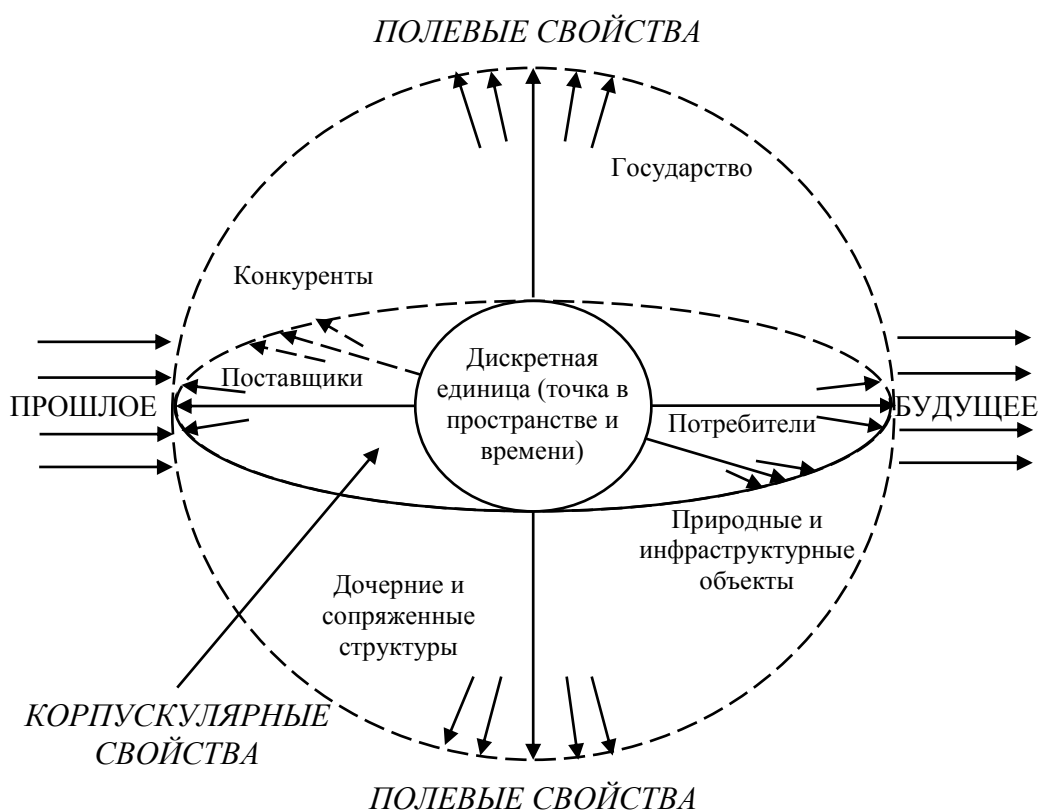 ПОЛЕВЫЕ СВОЙСТВА
Государство
Конкуренты
Поставщики
ПРОШЛОЕ
Дискретная
единица (точка в
пространстве и
времени)
Потребители
БУДУЩЕЕ
Природные и
инфраструктурные
объекты
Дочерние и
сопряженные
структуры
КОРПУСКУЛЯРНЫЕ
СВОЙСТВА
ПОЛЕВЫЕ СВОЙСТВА